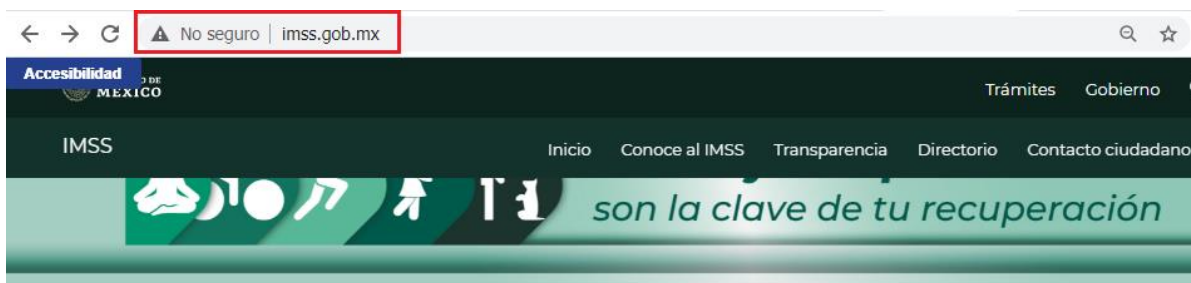 No seguro | imss.gob.mx
Accesibilidad
MÉXICO
Trámites Gobierno
IMSS
Inicio Conoce al IMSS Transparencia Directorio Contacto ciudadano
son la clave de tu recuperación